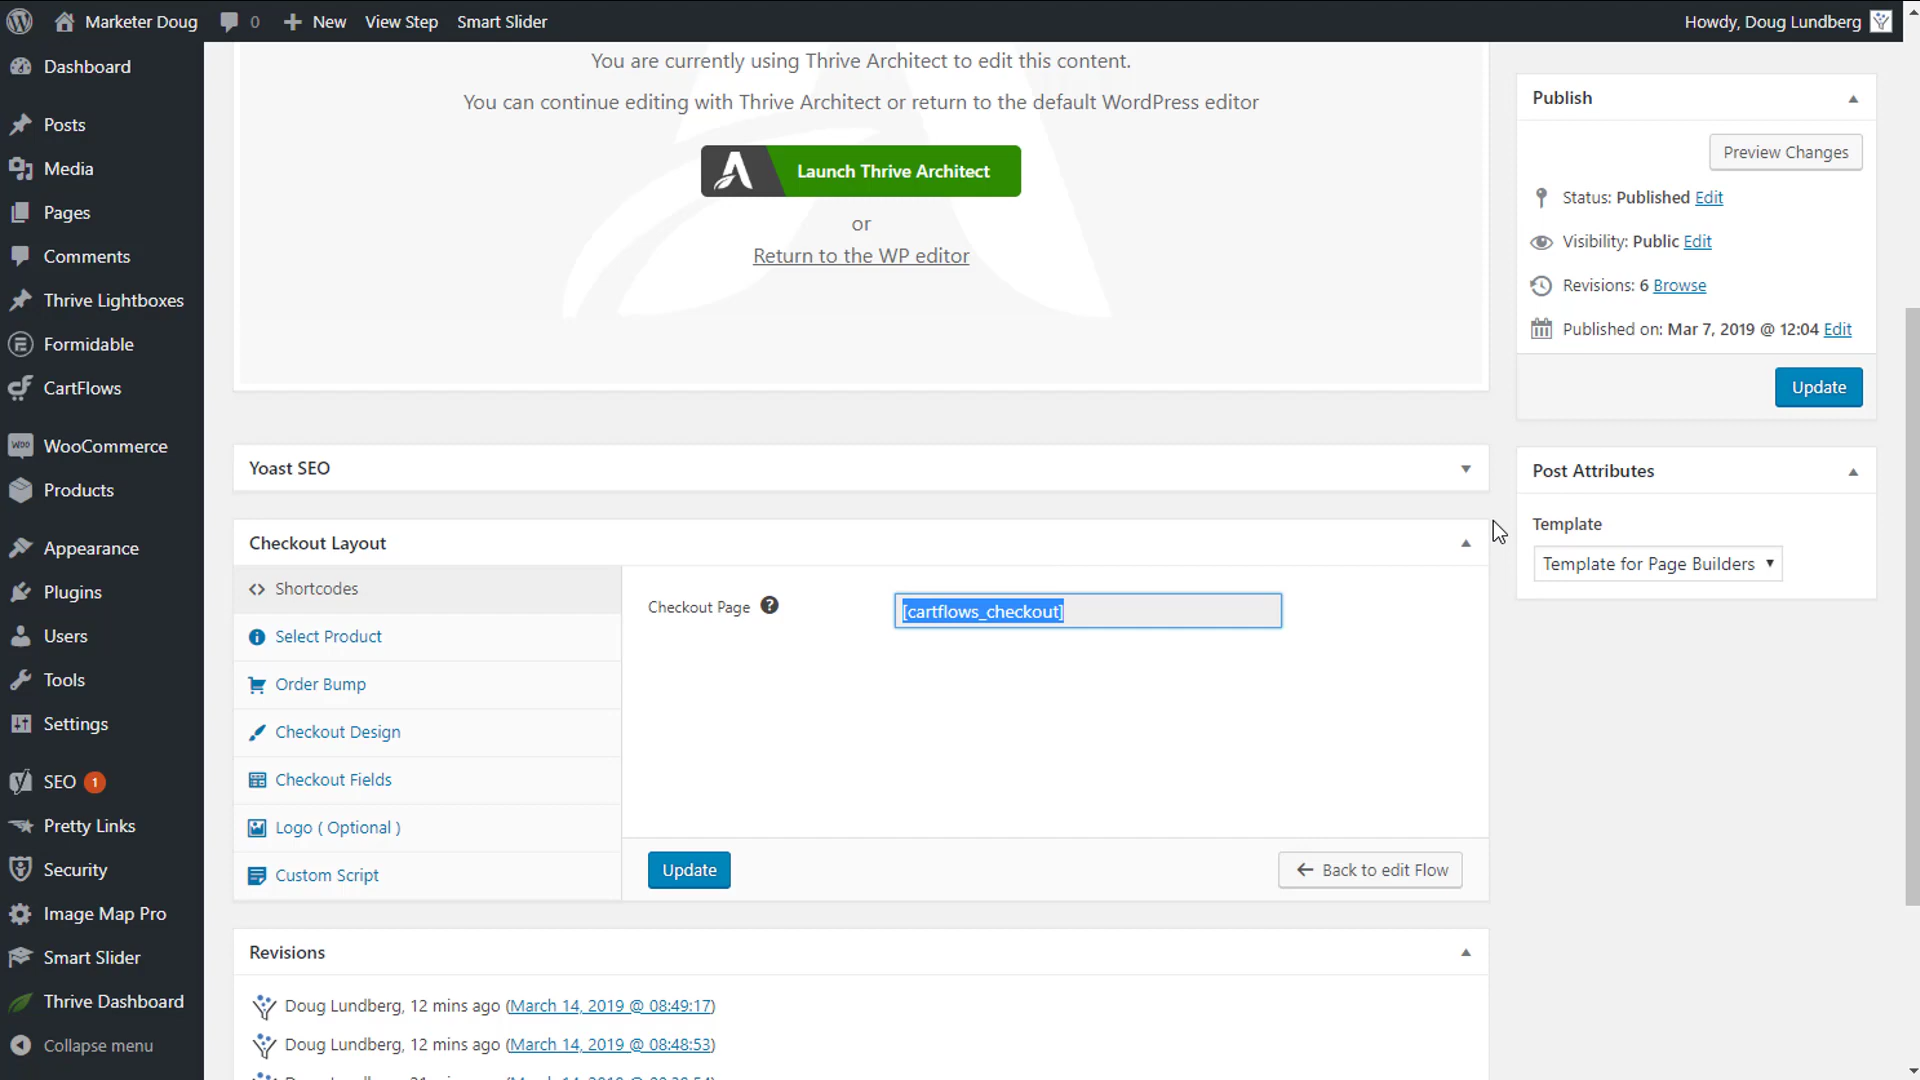 Marketer Doug 0 New View Step Smart Slider Howdy, Doug Lundberg
Dashboard
Posts
Media
Pages
Comments
Thrive Lightboxes
Formidable
CartFlows
WooCommerce
Products
Appearance
Plugins
Users
Tools
Settings
SEO 1
Pretty Links
Security
Image Map Pro
Smart Slider
Thrive Dashboard
Collapse menu
You are currently using Thrive Architect to edit this content.
You can continue editing with Thrive Architect or return to the default WordPress editor
Launch Thrive Architect
or
Return to the WP editor
Yoast SEO
Checkout Layout
Shortcodes
Select Product
Order Bump
Checkout Design
Checkout Fields
Logo ( Optional )
Custom Script
Checkout Page ? [cartflows_checkout]
Update
Back to edit Flow
Revisions
Doug Lundberg, 12 mins ago (March 14, 2019 @ 08:49:17)
Doug Lundberg, 12 mins ago (March 14, 2019 @ 08:48:53)
Publish
Preview Changes
Status: Published Edit
Visibility: Public Edit
Revisions: 6 Browse
Published on: Mar 7, 2019 @ 12:04 Edit
Update
Post Attributes
Template
Template for Page Builders